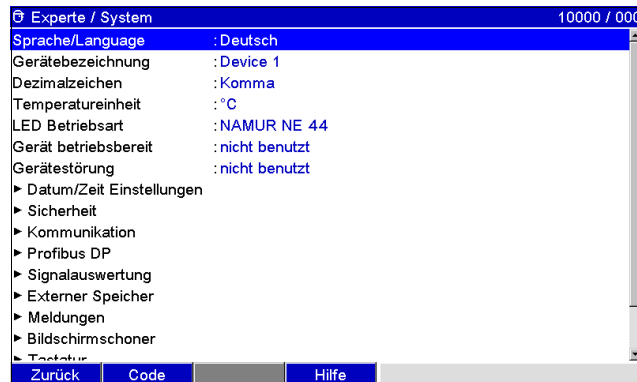 Experte / System 10000 / 000
Sprache/Language :Deutsch
Gerätebezeichnung :Device 1
Dezimalzeichen :Komma
Temperatureinheit :°C
LED Betriebsart :NAMUR NE 44
Gerät betriebsbereit :nicht benutzt
Gerätestörung :nicht benutzt
► Datum/Zeit Einstellungen
► Sicherheit
► Kommunikation
► Profibus DP
► Signalauswertung
► Externer Speicher
► Meldungen
► Bildschirmschoner
► Tastatur
Zurück Code Hilfe